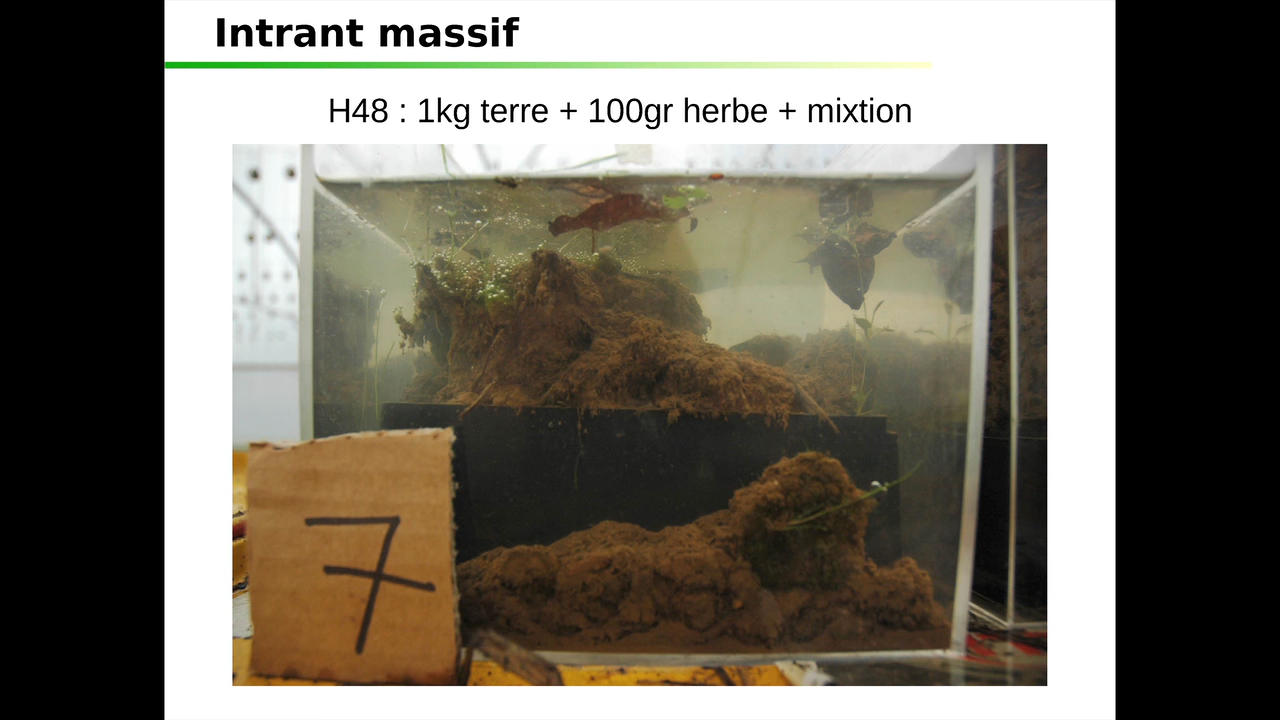 Intrant massif
H48 : 1kg terre + 100gr herbe + mixtion
7